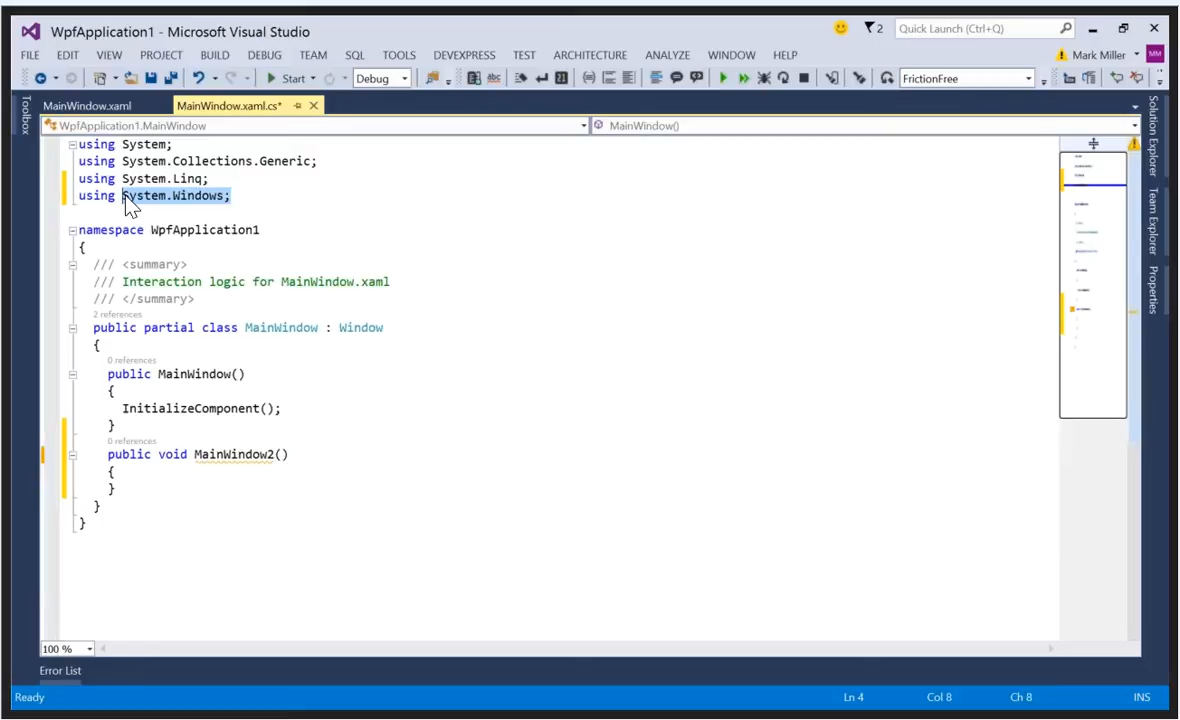 WpfApplication1 - Microsoft Visual Studio
2
Quick Launch (Ctrl+Q)
FILE EDIT VIEW PROJECT BUILD DEBUG TEAM SQL TOOLS DEVEXPRESS TEST ARCHITECTURE ANALYZE WINDOW HELP
Mark Miller MM
Start Debug FrictionFree
Toolbox
MainWindow.xaml MainWindow.xaml.cs*
WpfApplication1.MainWindow MainWindow()
using System;
using System.Collections.Generic;
using System.Linq;
using System.Windows;
namespace WpfApplication1
{
/// <summary>
/// Interaction logic for MainWindow.xaml
/// </summary>
2 references
public partial class MainWindow : Window
{
0 references
public MainWindow()
{
InitializeComponent();
}
0 references
public void MainWindow2()
{
}
}
}
Solution Explorer
Team Explorer
Properties
100 %
Error List
Ready Ln 4 Col 8 Ch 8 INS